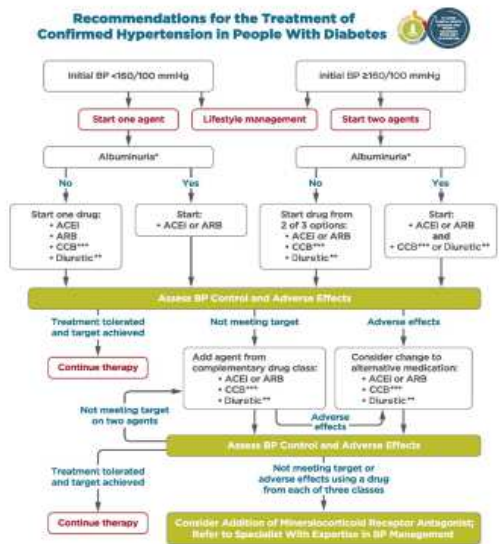 Recommendations for the Treatment of
Confirmed Hypertension in People With Diabetes
Initial BP <160/100 mmHg
Initial BP ≥160/100 mmHg
Start one agent
Lifestyle management
Start two agents
Albuminuria*
Albuminuria*
No
Yes
No
Yes
Start one drug:
• ACEI
• ARB
• CCB***
• Diuretic**
Start:
• ACEI or ARB
Start drug from
2 of 3 options:
• ACEI or ARB
• CCB***
• Diuretic**
Start:
• ACEI or ARB
and
• CCB*** or Diuretic**
Assess BP Control and Adverse Effects
Treatment tolerated
and target achieved
Not meeting target
Adverse effects
Continue therapy
Add agent from
complementary drug class:
• ACEI or ARB
• CCB***
• Diuretic**
Consider change to
alternative medication:
• ACEI or ARB
• CCB***
• Diuretic**
Not meeting target
on two agents
Adverse
effects
Assess BP Control and Adverse Effects
Treatment tolerated
and target achieved
Not meeting target or
adverse effects using a drug
from each of three classes
Continue therapy
Consider Addition of Mineralocorticoid Receptor Antagonist;
Refer to Specialist With Expertise in BP Management